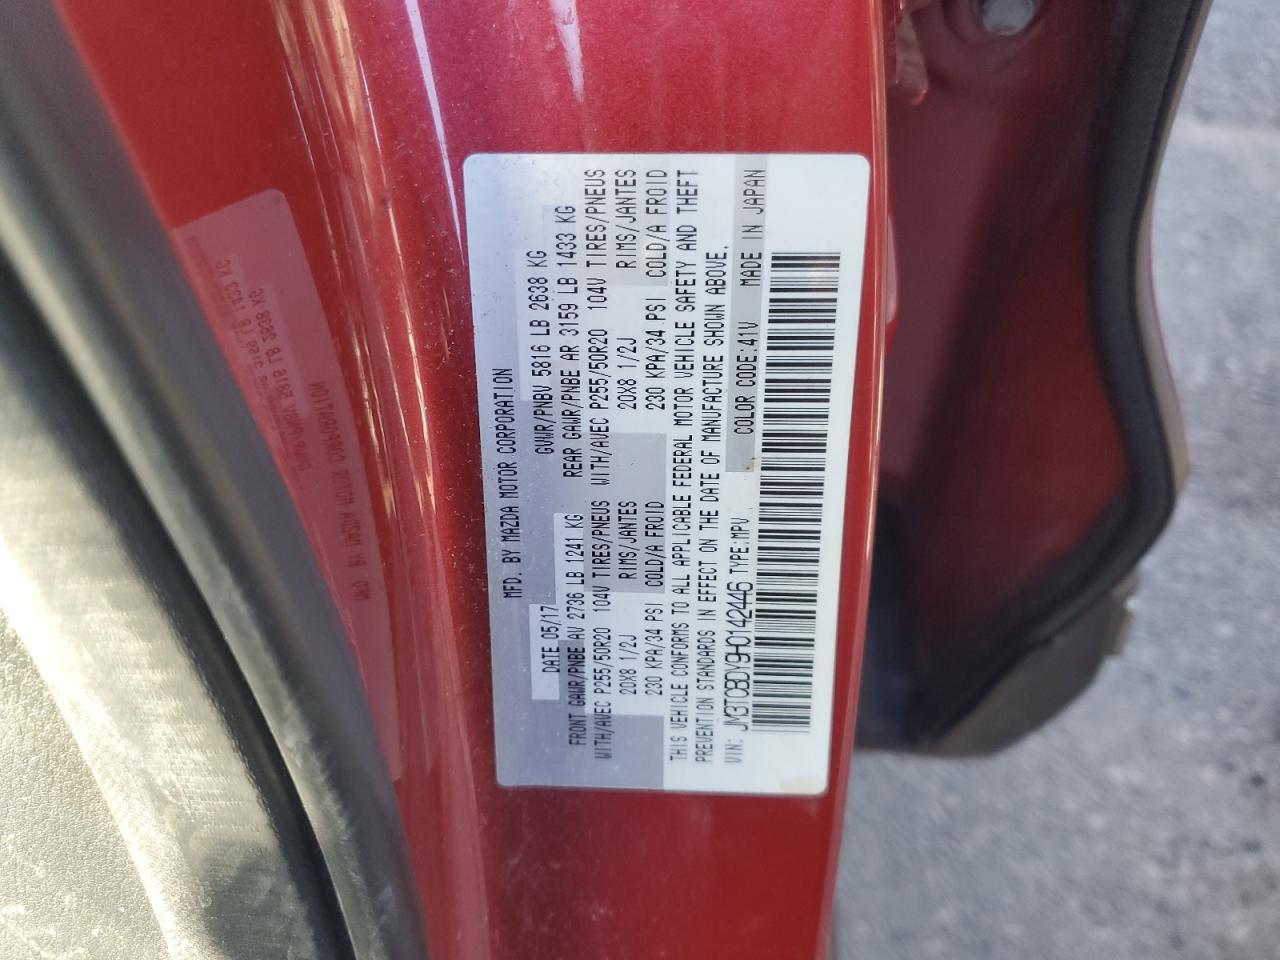 MFD. BY MAZDA MOTOR CORPORATION
DATE 05/17 GVWR/PNBV 5816 LB 2638 KG
FRONT GAWR/PNBE AV 2736 LB 1241 KG REAR GAWR/PNBE AR 3159 LB 1433 KG
WITH/AVEC P255/50R20 104V TIRES/PNEUS WITH/AVEC P255/50R20 104V TIRES/PNEUS
20X8 1/2J RIMS/JANTES 20X8 1/2J RIMS/JANTES
230 KPA/34 PSI COLD/A FROID 230 KPA/34 PSI COLD/A FROID
THIS VEHICLE CONFORMS TO ALL APPLICABLE FEDERAL MOTOR VEHICLE SAFETY AND THEFT
PREVENTION STANDARDS IN EFFECT ON THE DATE OF MANUFACTURE SHOWN ABOVE.
VIN: JM3TCBDY9H0142446 TYPE:MPV COLOR CODE:41V MADE IN JAPAN